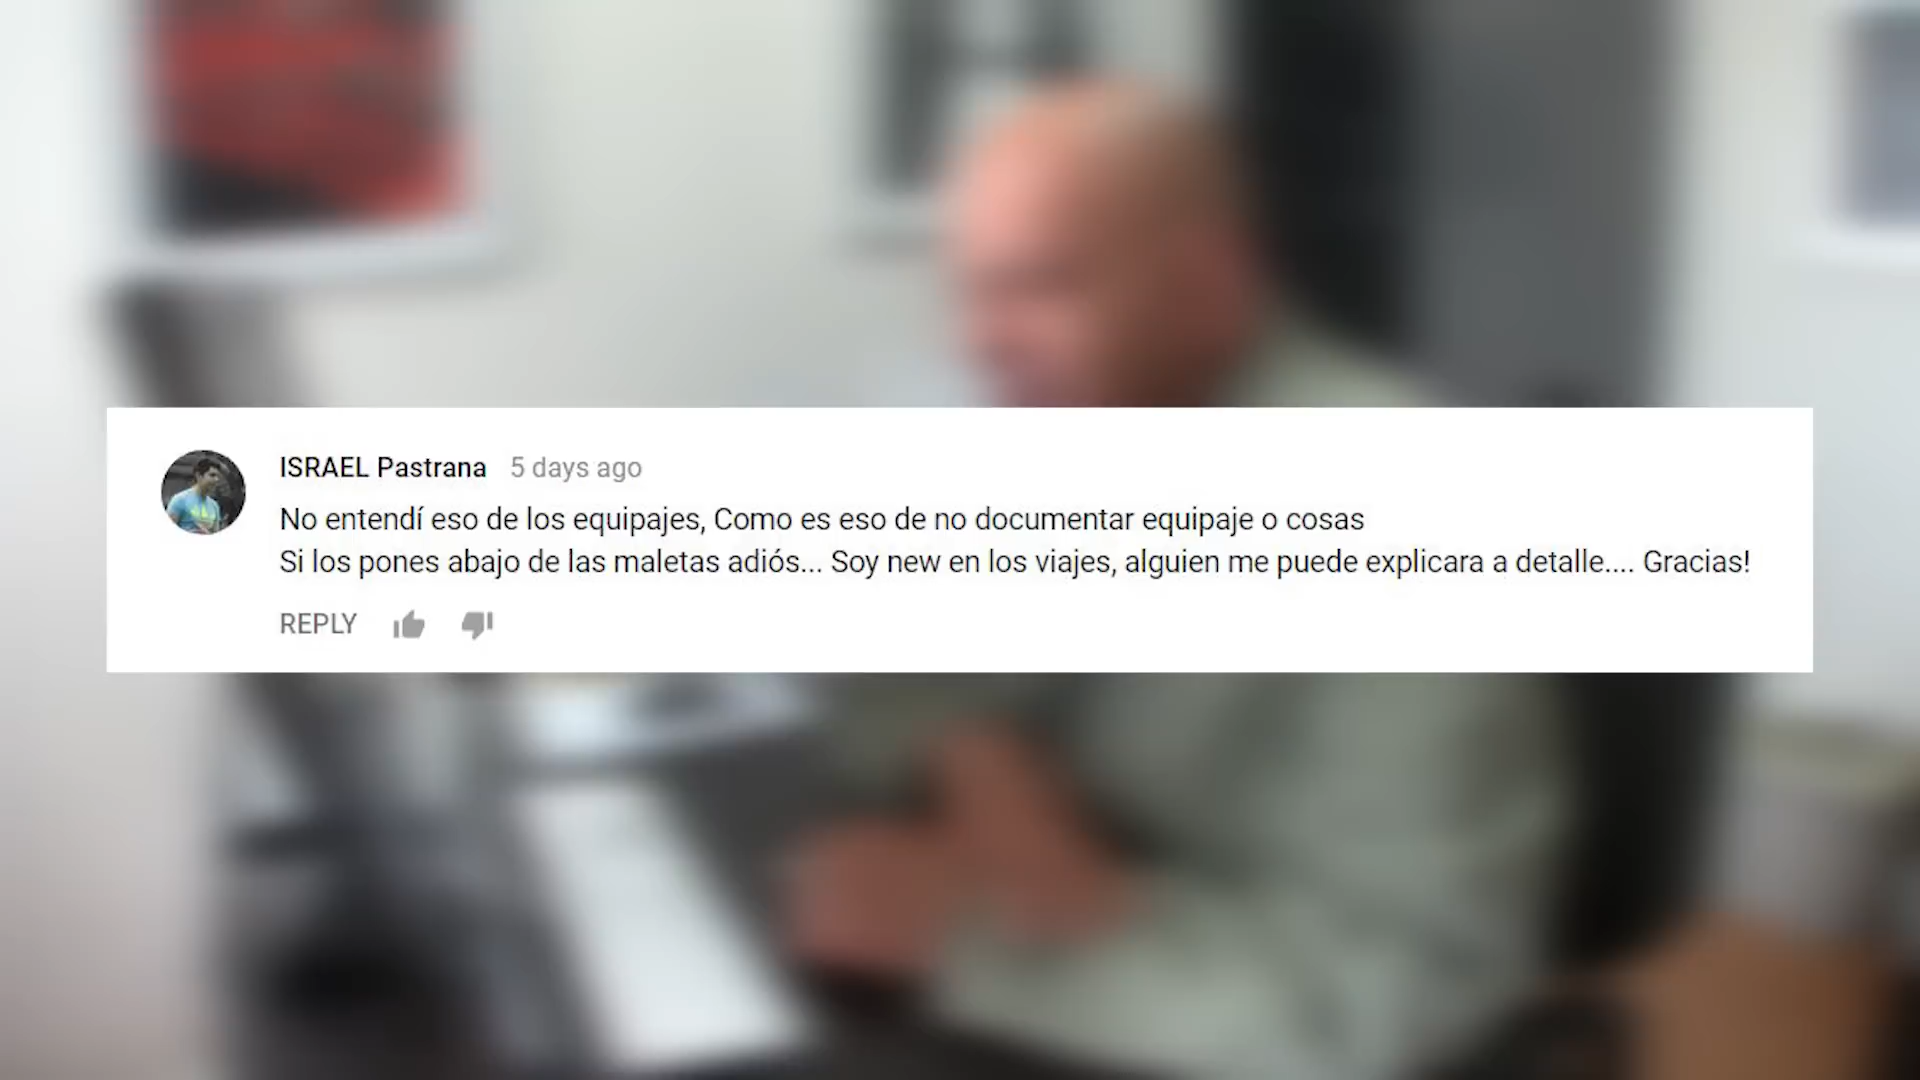 ISRAEL Pastrana 5 days ago
No entendí eso de los equipajes, Como es eso de no documentar equipaje o cosas
Si los pones abajo de las maletas adiós... Soy new en los viajes, alguien me puede explicara a detalle.... Gracias!
REPLY